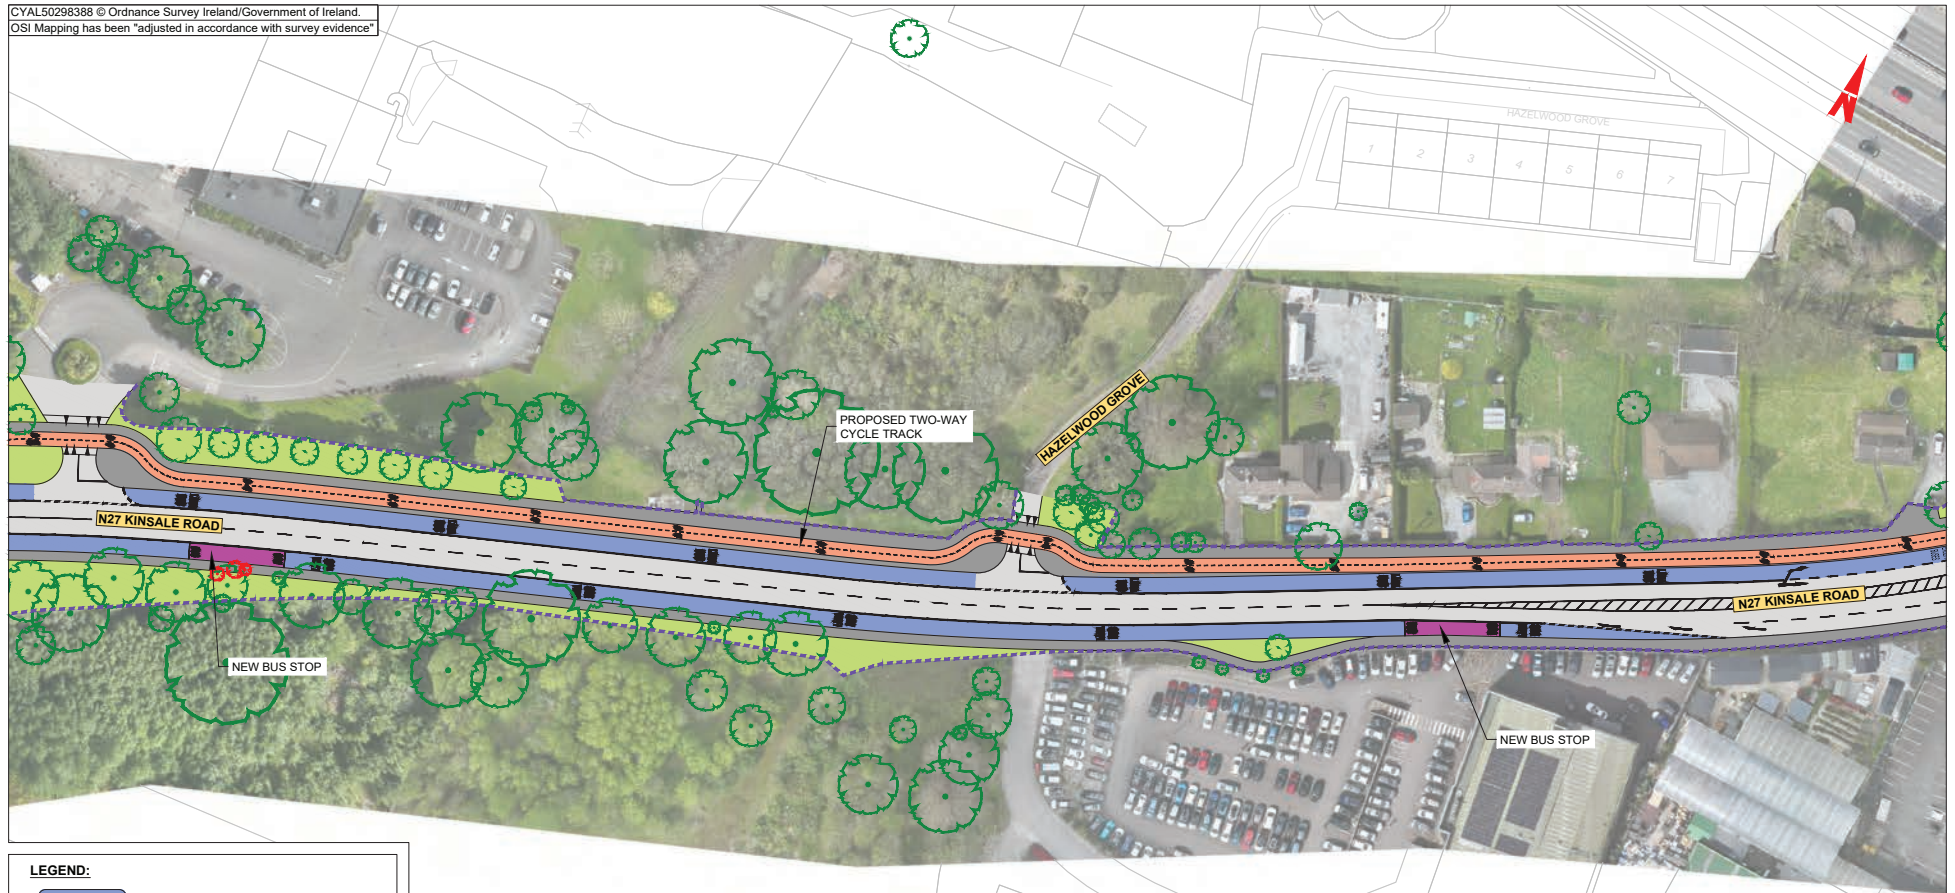 CYAL50298388 © Ordnance Survey Ireland/Government of Ireland.
OSI Mapping has been "adjusted in accordance with survey evidence"
N
HAZELWOOD GROVE
1
2
3
4
5
6
7
HAZELWOOD GROVE
PROPOSED TWO-WAY
CYCLE TRACK
N27 KINSALE ROAD
N27 KINSALE ROAD
NEW BUS STOP
NEW BUS STOP
LEGEND: